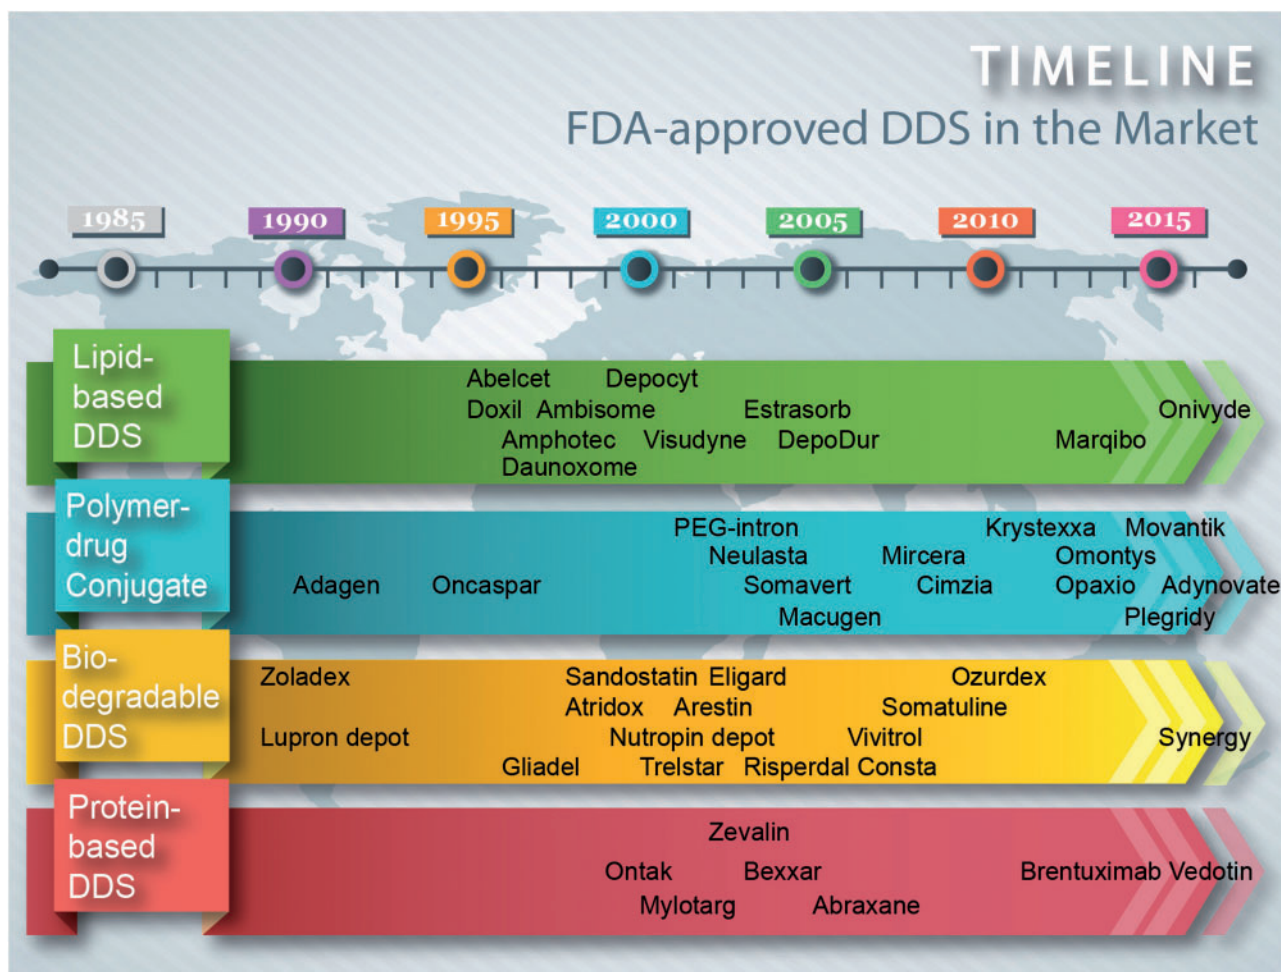 TIMELINE
FDA-approved DDS in the Market
1985 1990 1995 2000 2005 2010 2015
Lipid-
based
DDS
Abelcet Depocyt
Doxil Ambisome Estrasorb Onivyde
Amphotec Visudyne DepoDur Marqibo
Daunoxome
Polymer-
drug
Conjugate
PEG-intron Krystexxa Movantik
Neulasta Mircera Omontys
Adagen Oncaspar Somavert Cimzia Opaxio Adynovate
Macugen Plegridy
Bio-
degradable
DDS
Zoladex Sandostatin Eligard Ozurdex
Atridox Arestin Somatuline
Lupron depot Nutropin depot Vivitrol Synergy
Gliadel Trelstar Risperdal Consta
Protein-
based
DDS
Zevalin
Ontak Bexxar Brentuximab Vedotin
Mylotarg Abraxane